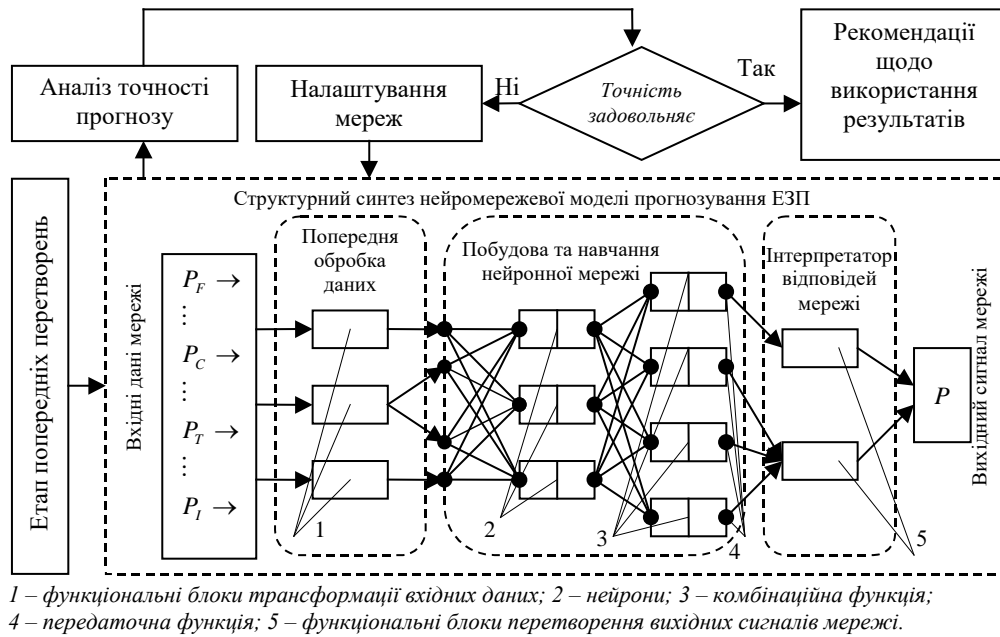 Аналіз точності
прогнозу
Налаштування
мереж
Ні
Точність
задовольняє
Так
Рекомендації
щодо
використання
результатів
Етап попередніх перетворень
Структурний синтез нейромережевої моделі прогнозування ЕЗП
Вхідні дані мережі
P_F →
⋮
P_C →
⋮
P_T →
⋮
P_I →
Попередня
обробка
даних
Побудова та навчання
нейронної мережі
Інтерпретатор
відповідей
мережі
P
Вихідний сигнал мережі
1
2
3
4
5
1 – функціональні блоки трансформації вхідних даних; 2 – нейрони; 3 – комбінаційна функція;
4 – передаточна функція; 5 – функціональні блоки перетворення вихідних сигналів мережі.